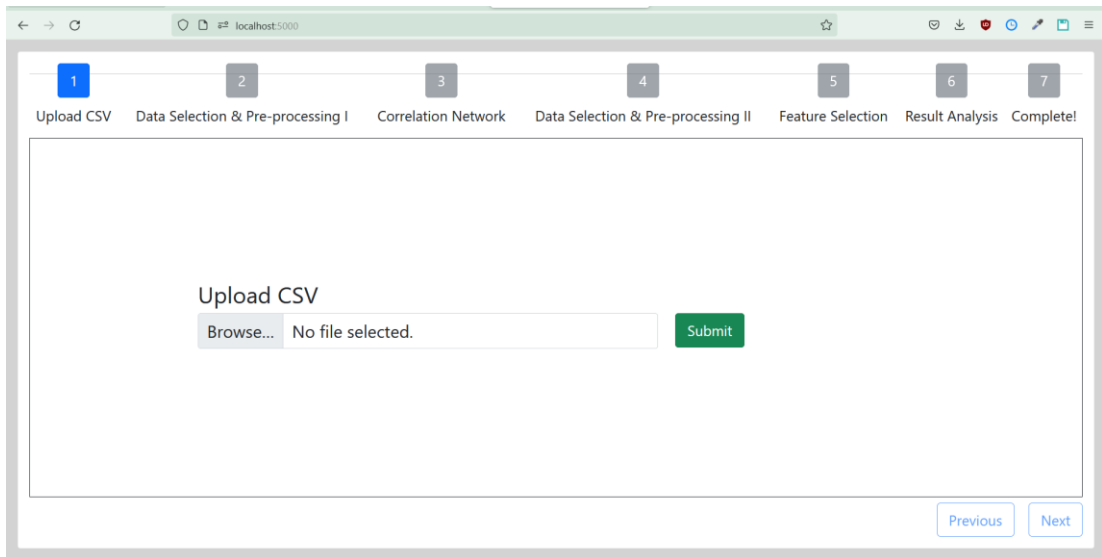 localhost:5000
1 2 3 4 5 6 7
Upload CSV Data Selection & Pre-processing I Correlation Network Data Selection & Pre-processing II Feature Selection Result Analysis Complete!
Upload CSV
Browse... No file selected. Submit
Previous Next